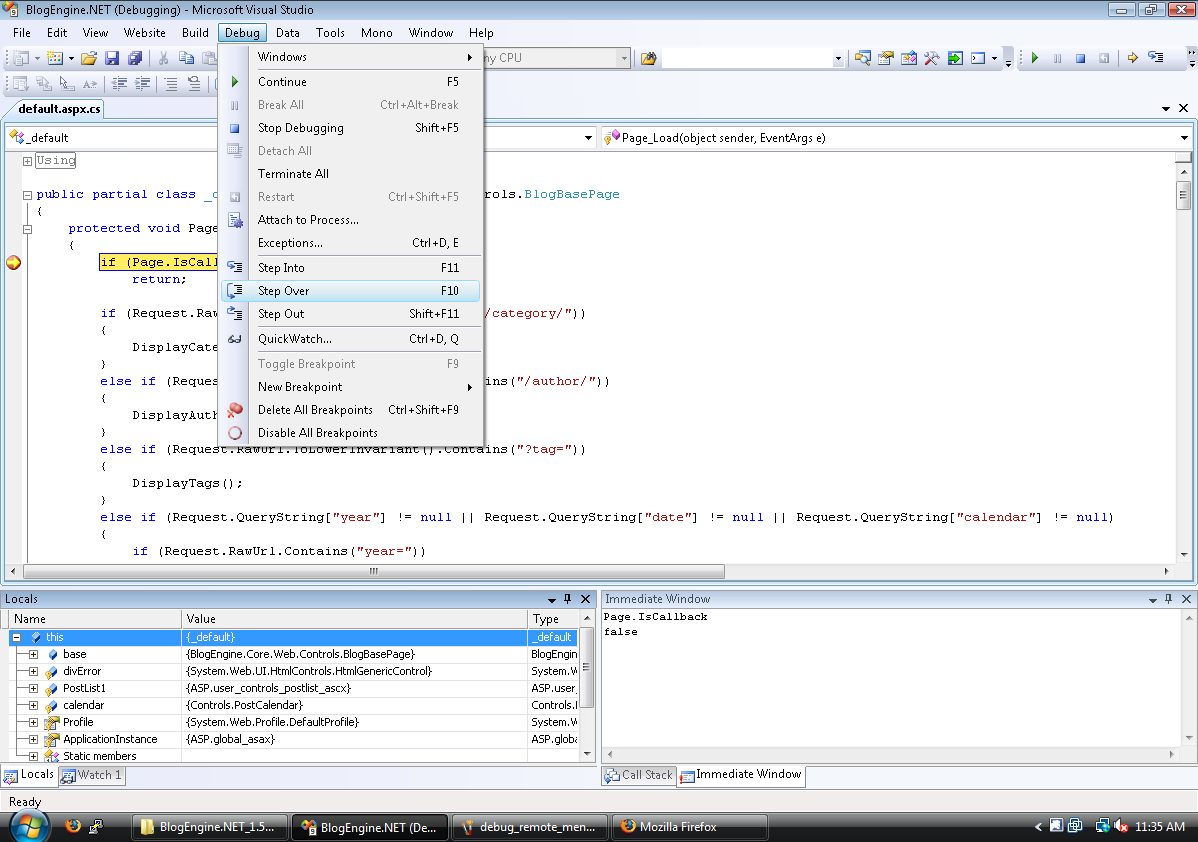 BlogEngine.NET (Debugging) - Microsoft Visual Studio
File Edit View Website Build Debug Data Tools Mono Window Help
ny CPU
default.aspx.cs
_default
Page_Load(object sender, EventArgs e)
Windows
Continue F5
Break All Ctrl+Alt+Break
Stop Debugging Shift+F5
Detach All
Terminate All
Restart Ctrl+Shift+F5
Attach to Process...
Exceptions... Ctrl+D, E
Step Into F11
Step Over F10
Step Out Shift+F11
QuickWatch... Ctrl+D, Q
Toggle Breakpoint F9
New Breakpoint
Delete All Breakpoints Ctrl+Shift+F9
Disable All Breakpoints
Using
public partial class _ rols.BlogBasePage
{
protected void Page
{
if (Page.IsCall
return;
if (Request.Raw /category/"))
{
DisplayCate
}
else if (Reques ins("/author/"))
{
DisplayAuth
}
else if (Request.RawUrl.ToLowerInvariant().Contains("?tag="))
{
DisplayTags();
}
else if (Request.QueryString["year"] != null || Request.QueryString["date"] != null || Request.QueryString["calendar"] != null)
{
if (Request.RawUrl.Contains("year="))
Locals
Name Value Type
this {_default} _default
base {BlogEngine.Core.Web.Controls.BlogBasePage} BlogEngin
divError {System.Web.UI.HtmlControls.HtmlGenericControl} System.W
PostList1 {ASP.user_controls_postlist_ascx} ASP.user_
calendar {Controls.PostCalendar} Controls.
Profile {System.Web.Profile.DefaultProfile} System.W
ApplicationInstance {ASP.global_asax} ASP.globa
Static members
Locals Watch 1
Immediate Window
Page.IsCallback
false
Call Stack Immediate Window
Ready
BlogEngine.NET_1.5... BlogEngine.NET (De... debug_remote_men... Mozilla Firefox 11:35 AM